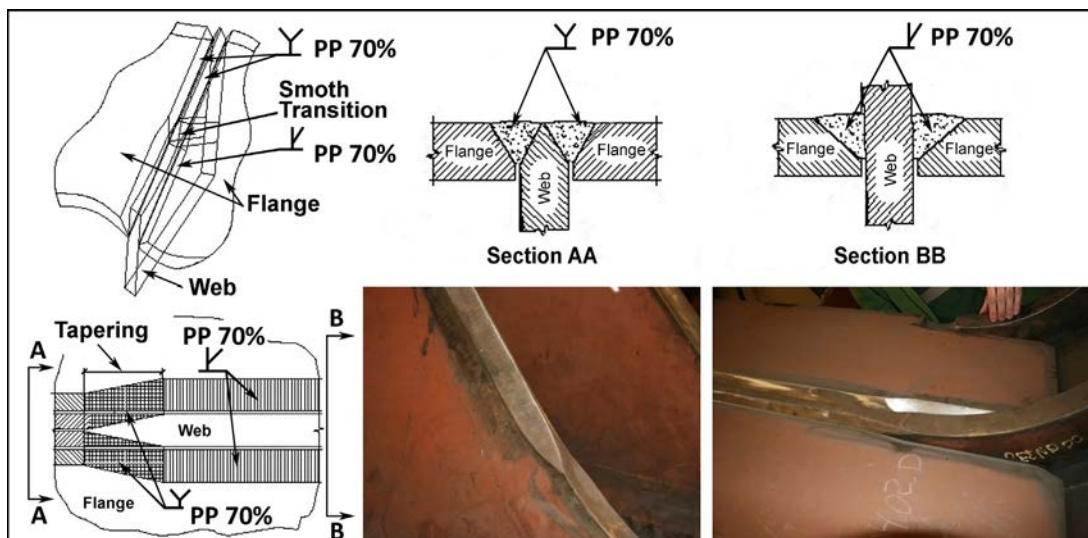 PP 70%
Smoth
Transition
PP 70%
Flange
Web
PP 70%
Flange
Flange
Web
Section AA
PP 70%
Flange
Flange
Web
Section BB
Tapering
A
PP 70%
B
Web
A
Flange
PP 70%
B